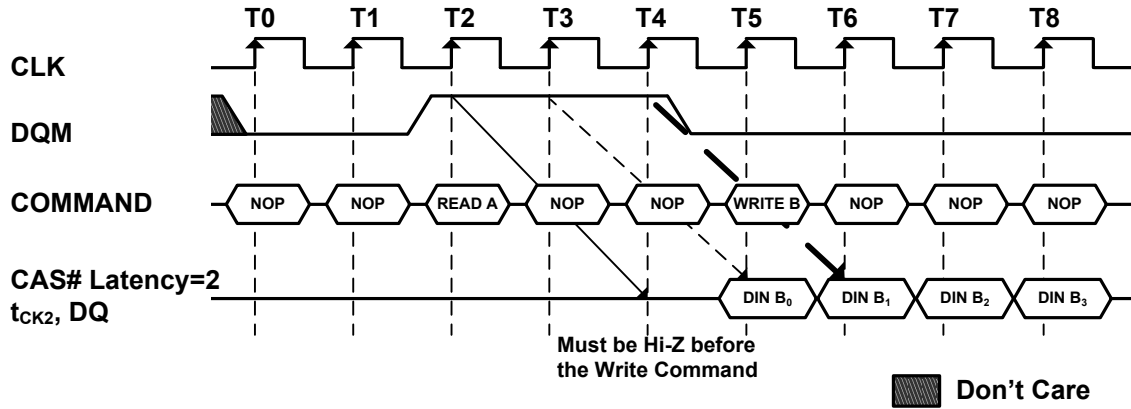 T0 T1 T2 T3 T4 T5 T6 T7 T8
CLK
DQM
COMMAND NOP NOP READ A NOP NOP WRITE B NOP NOP NOP
CAS# Latency=2
tCK2, DQ DIN B0 DIN B1 DIN B2 DIN B3
Must be Hi-Z before
the Write Command
Don't Care